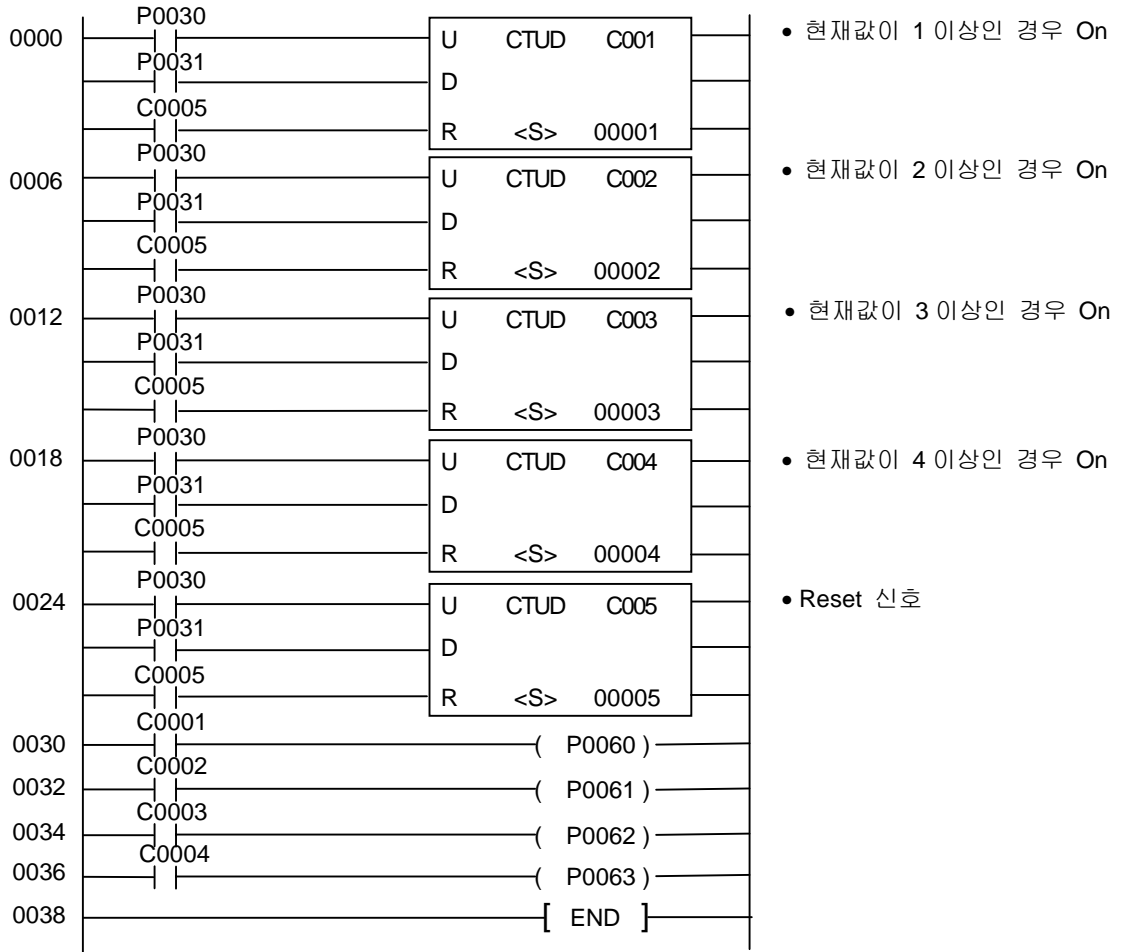 P0030
0000 U CTUD C001 • 현재값이 1 이상인 경우 On
P0031
D
C0005
R <S> 00001
P0030
0006 U CTUD C002 • 현재값이 2 이상인 경우 On
P0031
D
C0005
R <S> 00002
P0030
0012 U CTUD C003 • 현재값이 3 이상인 경우 On
P0031
D
C0005
R <S> 00003
P0030
0018 U CTUD C004 • 현재값이 4 이상인 경우 On
P0031
D
C0005
R <S> 00004
P0030
0024 U CTUD C005 • Reset 신호
P0031
D
C0005
R <S> 00005
C0001
0030 ( P0060 )
C0002
0032 ( P0061 )
C0003
0034 ( P0062 )
C0004
0036 ( P0063 )
0038 [ END ]